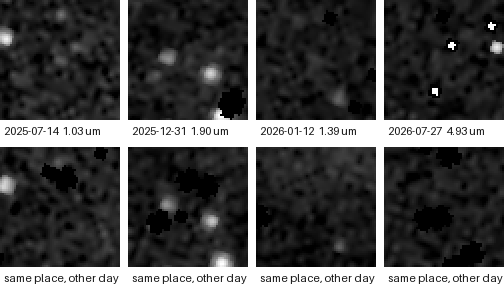 2025-07-14 1.03 um
2025-12-31 1.90 um
2026-01-12 1.39 um
2026-07-27 4.93 um
same place, other day
same place, other day
same place, other day
same place, other day